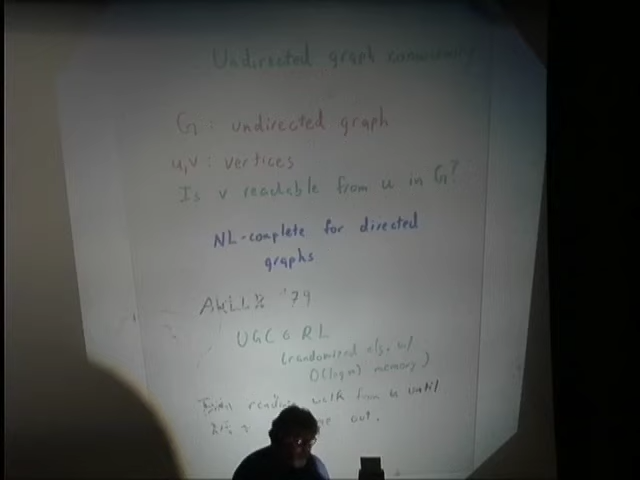 Undirected graph connectivity
G: undirected graph
u,v: vertices
Is v reachable from u in G?
NL-complete for directed
graphs
AKLLR '79
UGC ∈ RL
(randomized alg. w/
O(log n) memory)
random walk from u until
out.